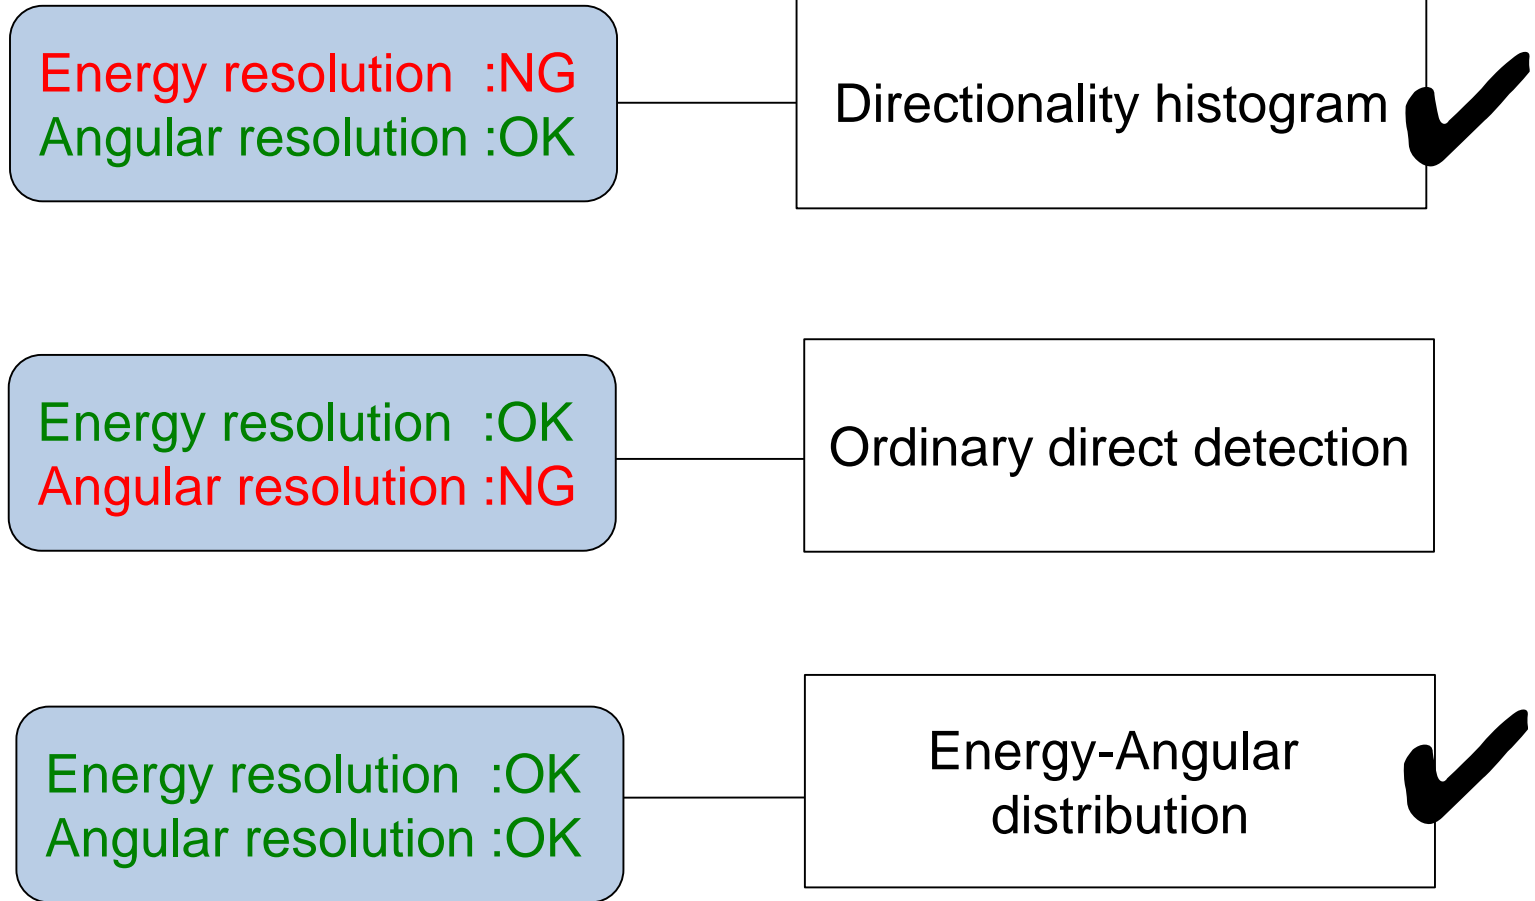 Energy resolution :NG
Angular resolution :OK
Directionality histogram
Energy resolution :OK
Angular resolution :NG
Ordinary direct detection
Energy resolution :OK
Angular resolution :OK
Energy-Angular
distribution